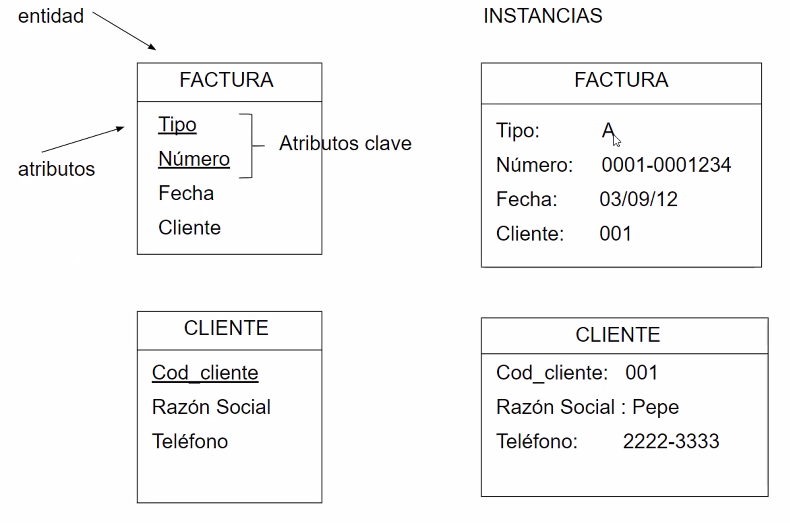 entidad
FACTURA
Tipo
Número
Fecha
Cliente
Atributos clave
atributos
CLIENTE
Cod_cliente
Razón Social
Teléfono
INSTANCIAS
FACTURA
Tipo: A
Número: 0001-0001234
Fecha: 03/09/12
Cliente: 001
CLIENTE
Cod_cliente: 001
Razón Social : Pepe
Teléfono: 2222-3333